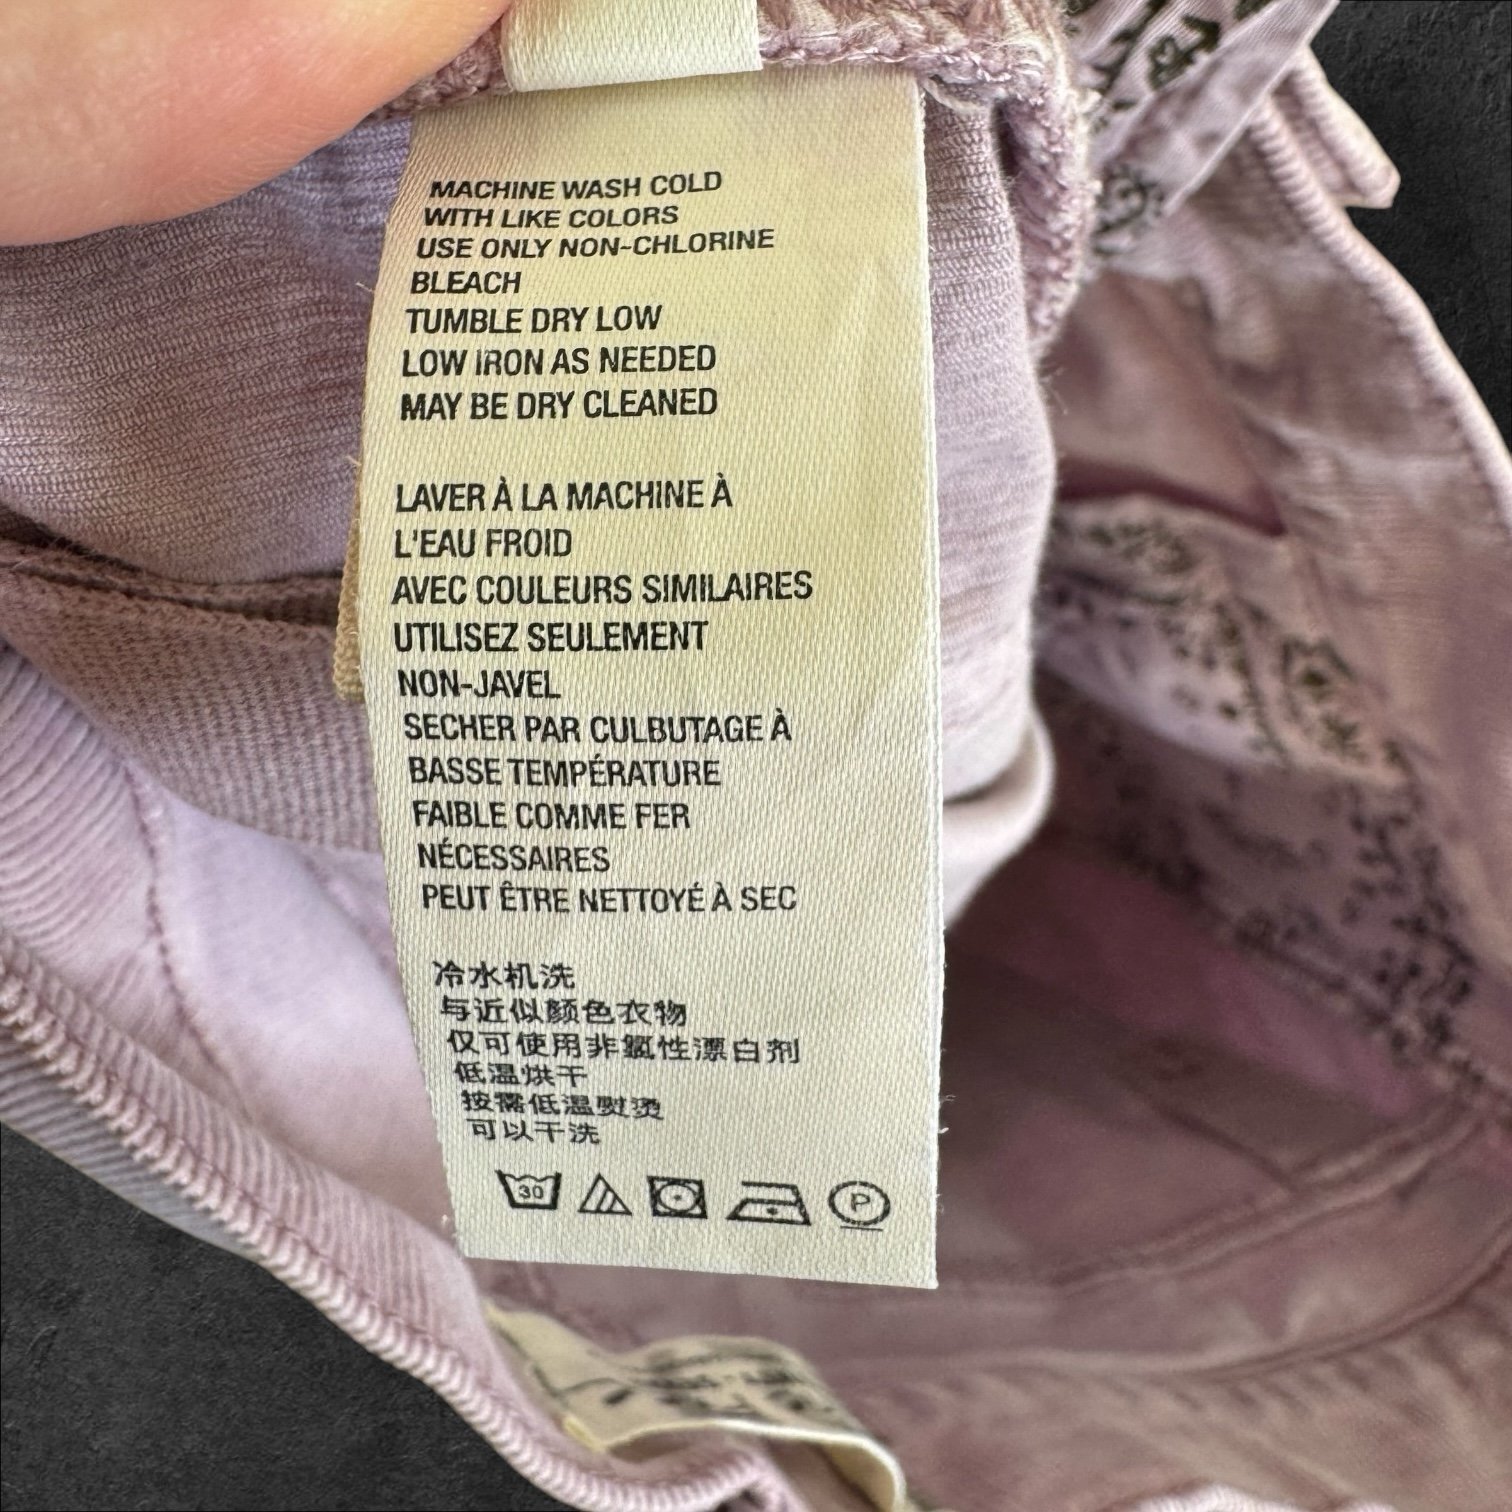 MACHINE WASH COLD
WITH LIKE COLORS
USE ONLY NON-CHLORINE
BLEACH
TUMBLE DRY LOW
LOW IRON AS NEEDED
MAY BE DRY CLEANED
LAVER À LA MACHINE À
L'EAU FROID
AVEC COULEURS SIMILAIRES
UTILISEZ SEULEMENT
NON-JAVEL
SECHER PAR CULBUTAGE À
BASSE TEMPÉRATURE
FAIBLE COMME FER
NÉCESSAIRES
PEUT ÊTRE NETTOYÉ À SEC
冷水机洗
与近似颜色衣物
仅可使用非氯性漂白剂
低温烘干
按需低温熨烫
可以干洗
30 P